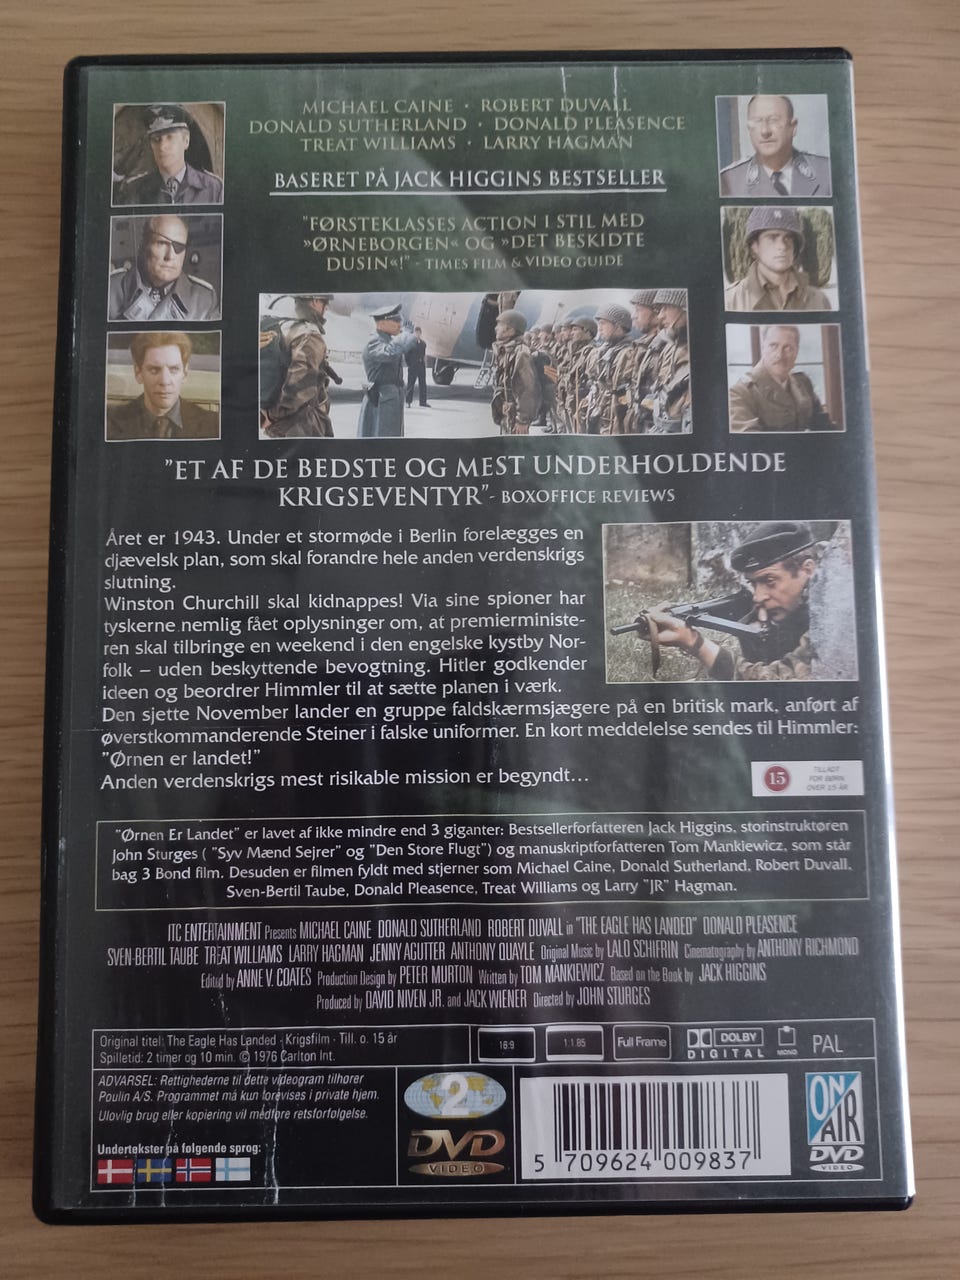 MICHAEL CAINE · ROBERT DUVALL
DONALD SUTHERLAND · DONALD PLEASENCE
TREAT WILLIAMS · LARRY HAGMAN
BASERET PÅ JACK HIGGINS BESTSELLER
"FØRSTEKLASSES ACTION I STIL MED
»ØRNEBORGEN« OG »DET BESKIDTE
DUSIN«!" - TIMES FILM & VIDEO GUIDE
"ET AF DE BEDSTE OG MEST UNDERHOLDENDE
KRIGSEVENTYR"- BOXOFFICE REVIEWS
Året er 1943. Under et stormøde i Berlin forelægges en
djævelsk plan, som skal forandre hele anden verdenskrigs
slutning.
Winston Churchill skal kidnappes! Via sine spioner har
tyskerne nemlig fået oplysninger om, at premierministe-
ren skal tilbringe en weekend i den engelske kystby Nor-
folk – uden beskyttende bevogtning. Hitler godkender
ideen og beordrer Himmler til at sætte planen i værk.
Den sjette November lander en gruppe faldskærmsjægere på en britisk mark, anført af
øverstkommanderende Steiner i falske uniformer. En kort meddelelse sendes til Himmler:
"Ørnen er landet!"
Anden verdenskrigs mest risikable mission er begyndt...
15
TILLADT
FOR BØRN
OVER 15 ÅR
"Ørnen Er Landet" er lavet af ikke mindre end 3 giganter: Bestsellerforfatteren Jack Higgins, storinstruktøren
John Sturges ( "Syv Mænd Sejrer" og "Den Store Flugt") og manuskriptforfatteren Tom Mankiewicz, som står
bag 3 Bond film. Desuden er filmen fyldt med stjerner som Michael Caine, Donald Sutherland, Robert Duvall,
Sven-Bertil Taube, Donald Pleasence, Treat Williams og Larry "JR" Hagman.
ITC ENTERTAINMENT Presents MICHAEL CAINE DONALD SUTHERLAND ROBERT DUVALL in "THE EAGLE HAS LANDED" DONALD PLEASENCE
SVEN-BERTIL TAUBE TREAT WILLIAMS LARRY HAGMAN JENNY AGUTTER ANTHONY QUAYLE Original Music by LALO SCHIFRIN Cinematography by ANTHONY RICHMOND
Edited by ANNE V. COATES Production Design by PETER MURTON Written by TOM MANKIEWICZ Based on the Book by JACK HIGGINS
Produced by DAVID NIVEN JR. and JACK WIENER Directed by JOHN STURGES
Original titel: The Eagle Has Landed - Krigsfilm - Till. o. 15 år
Spilletid: 2 timer og 10 min. © 1976 Carlton Int.
16:9
1:1.85
Full Frame
DOLBY
DIGITAL
MONO
PAL
ADVARSEL: Rettighederne til dette videogram tilhører
Poulin A/S. Programmet må kun forevises i private hjem.
Ulovlig brug eller kopiering vil medføre retsforfølgelse.
Undertekster på følgende sprog:
2
DVD
VIDEO
5 709624 009837
ON
AIR
DVD
VIDEO